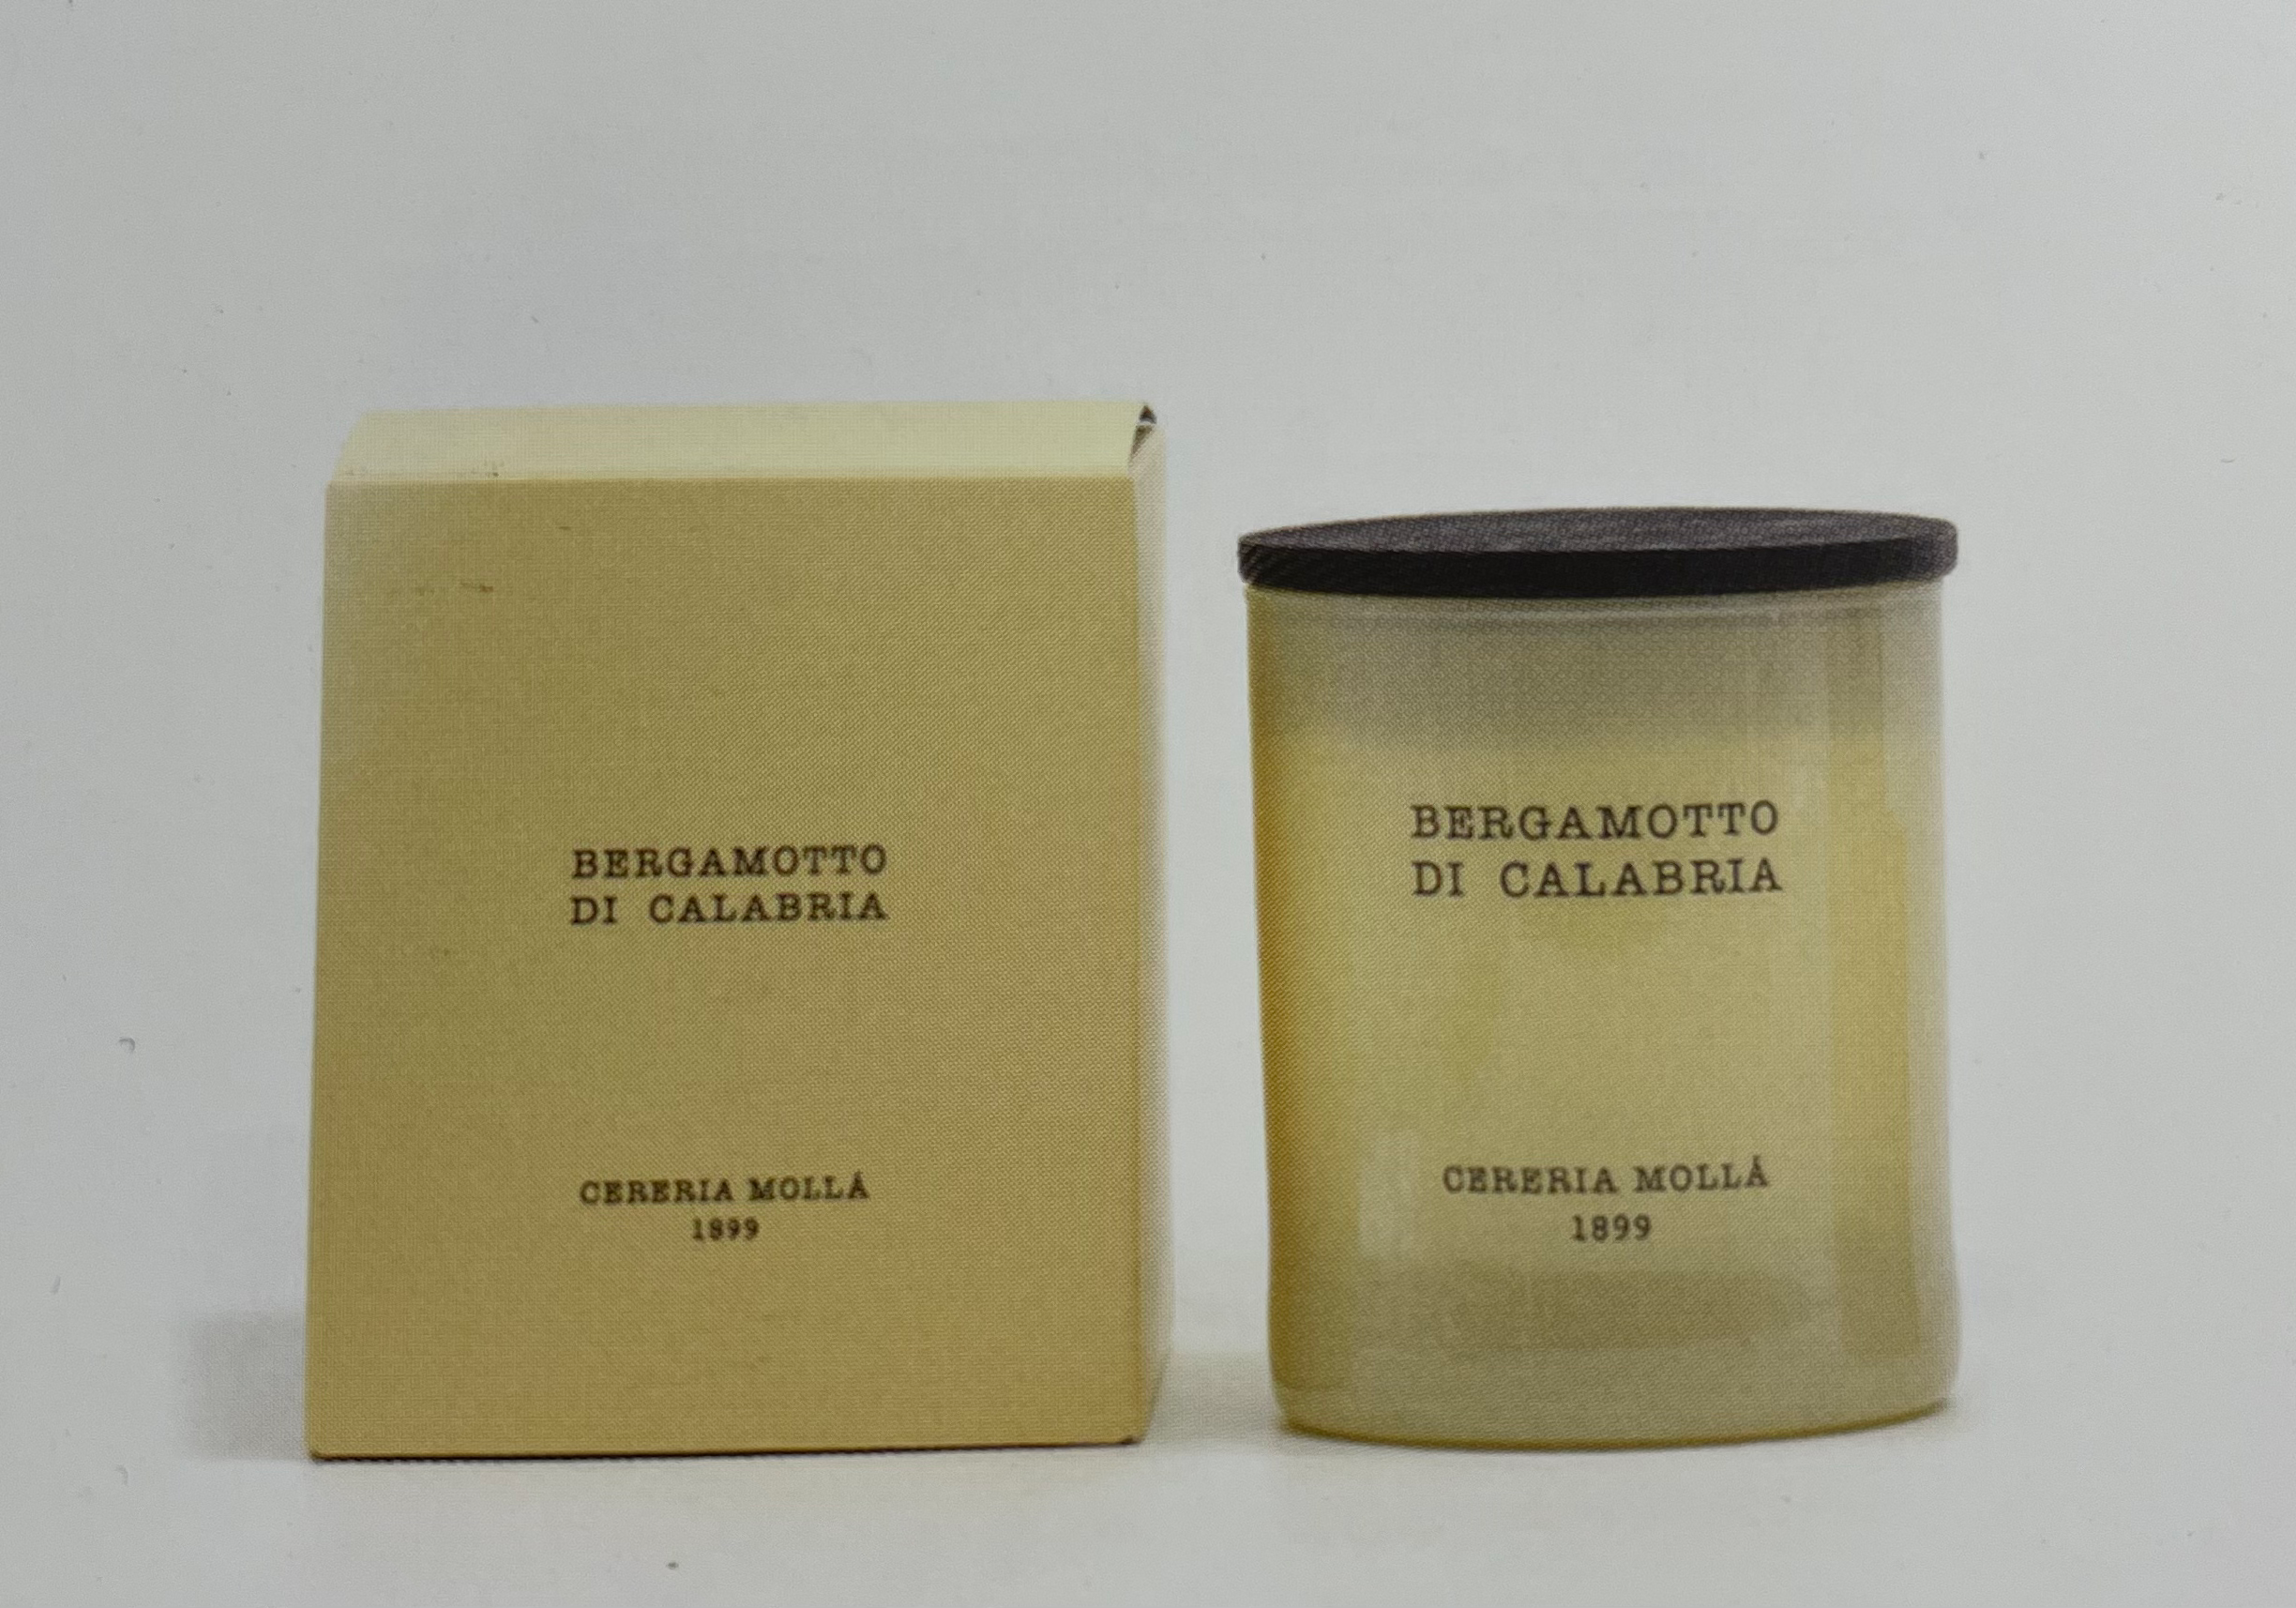 BERGAMOTTO
DI CALABRIA
CERERIA MOLLÁ
1899
BERGAMOTTO
DI CALABRIA
CERERIA MOLLÁ
1899